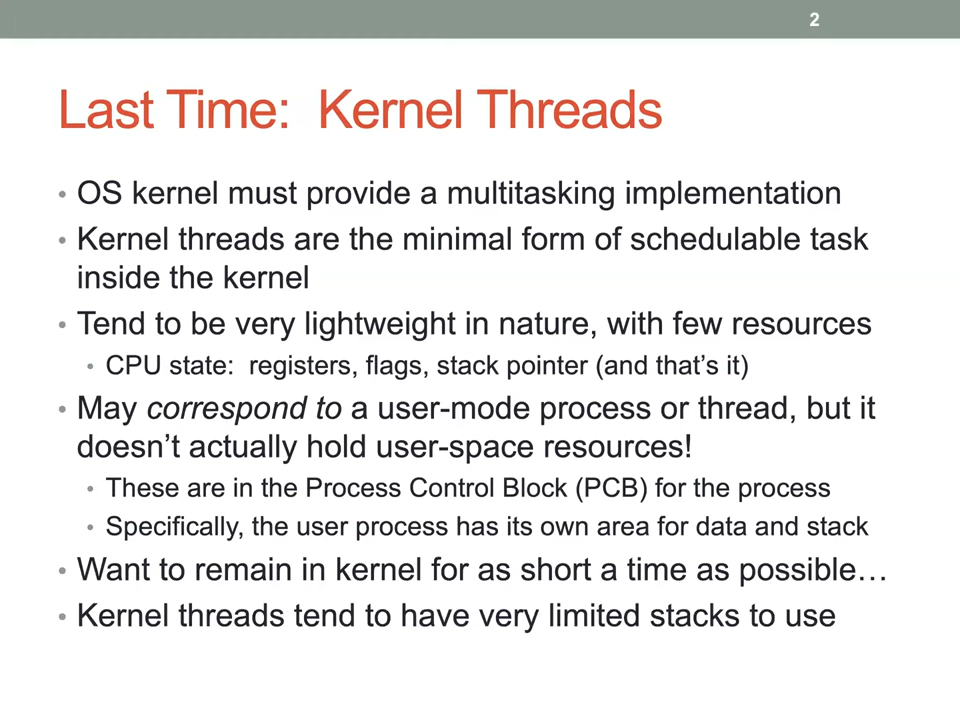 2
Last Time: Kernel Threads
• OS kernel must provide a multitasking implementation
• Kernel threads are the minimal form of schedulable task
inside the kernel
• Tend to be very lightweight in nature, with few resources
• CPU state: registers, flags, stack pointer (and that’s it)
• May correspond to a user-mode process or thread, but it
doesn’t actually hold user-space resources!
• These are in the Process Control Block (PCB) for the process
• Specifically, the user process has its own area for data and stack
• Want to remain in kernel for as short a time as possible…
• Kernel threads tend to have very limited stacks to use